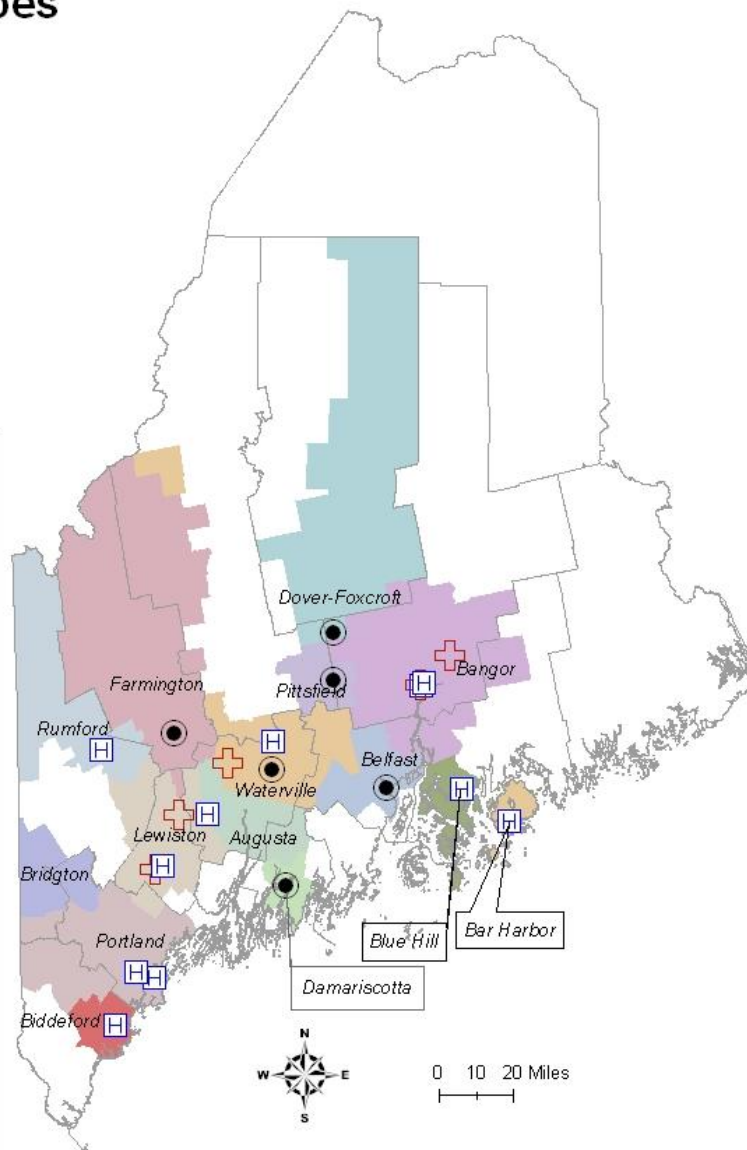 Dover-Foxcroft
Bangor
Pittsfield
Farmington
Rumford
Belfast
Waterville
Lewiston
Augusta
Bridgton
Portland
Blue Hill
Bar Harbor
Damariscotta
Biddeford
N
W E
S
0 10 20 Miles
H
H
H
H
H
H
H
H
H
H